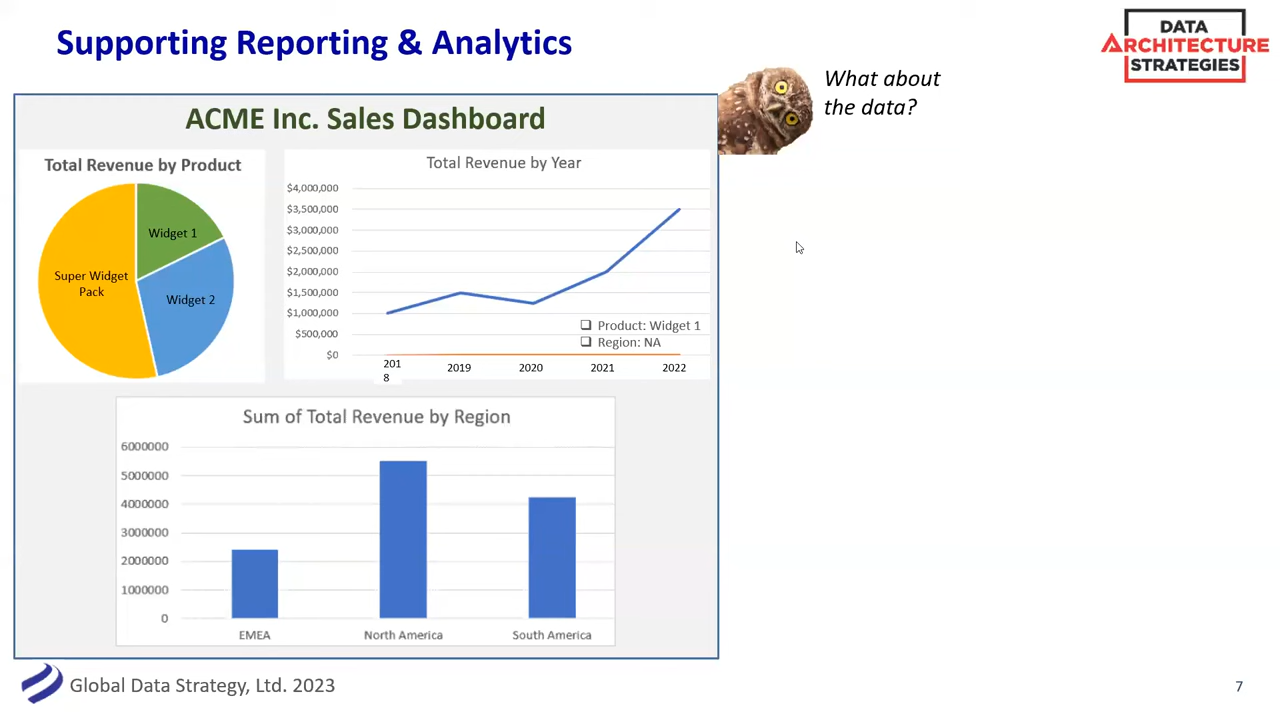 Supporting Reporting & Analytics
DATA
ARCHITECTURE
STRATEGIES
What about
the data?
ACME Inc. Sales Dashboard
Total Revenue by Product
Widget 1
Super Widget
Pack
Widget 2
Total Revenue by Year
$4,000,000
$3,500,000
$3,000,000
$2,500,000
$2,000,000
$1,500,000
$1,000,000
$500,000
$0
❑ Product: Widget 1
❑ Region: NA
201
8
2019 2020 2021 2022
Sum of Total Revenue by Region
6000000
5000000
4000000
3000000
2000000
1000000
0
EMEA North America South America
Global Data Strategy, Ltd. 2023
7